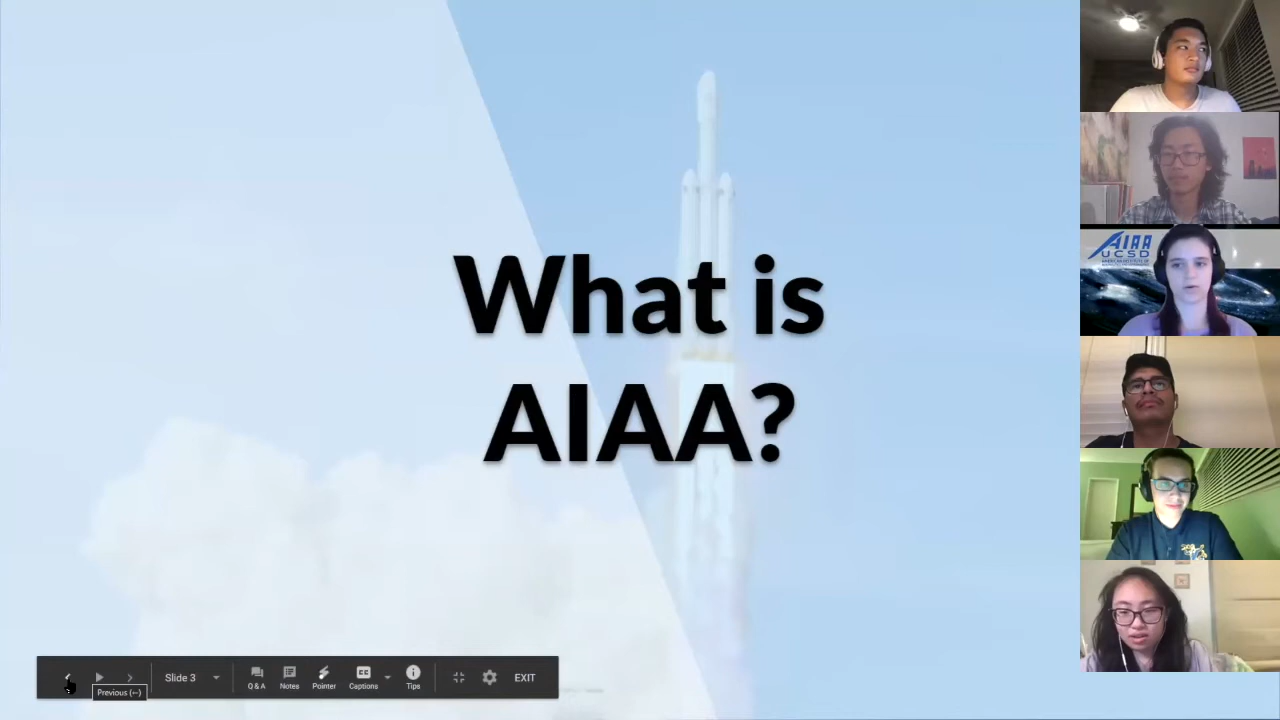 What is
AIAA?
AIAA
UCSD
Slide 3
Q & A
Notes
Pointer
Captions
Tips
EXIT
Previous (←)